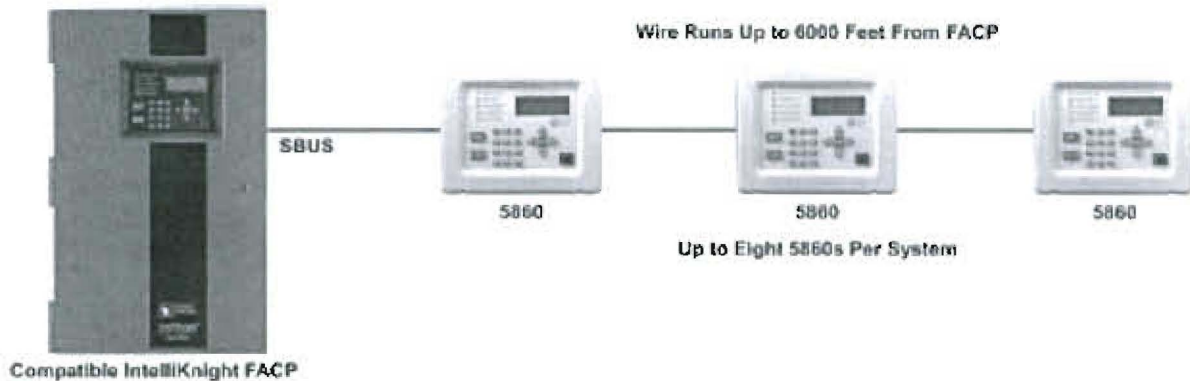 Wire Runs Up to 6000 Feet From FACP
SBUS
5860
5860
5860
Up to Eight 5860s Per System
Compatible IntelliKnight FACP